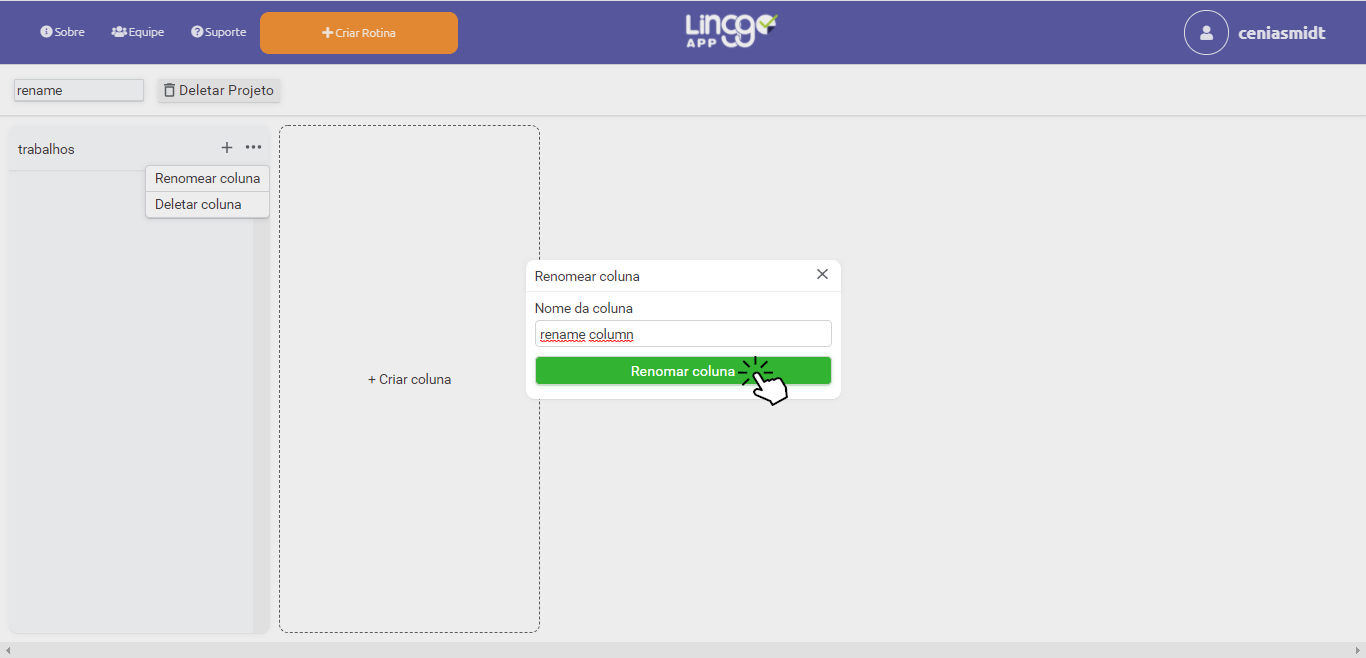 Sobre Equipe Suporte Criar Rotina Lincgo APP ceniasmidt
rename Deletar Projeto
trabalhos
Renomear coluna
Deletar coluna
Renomear coluna
Nome da coluna
rename column
Renomar coluna
+ Criar coluna